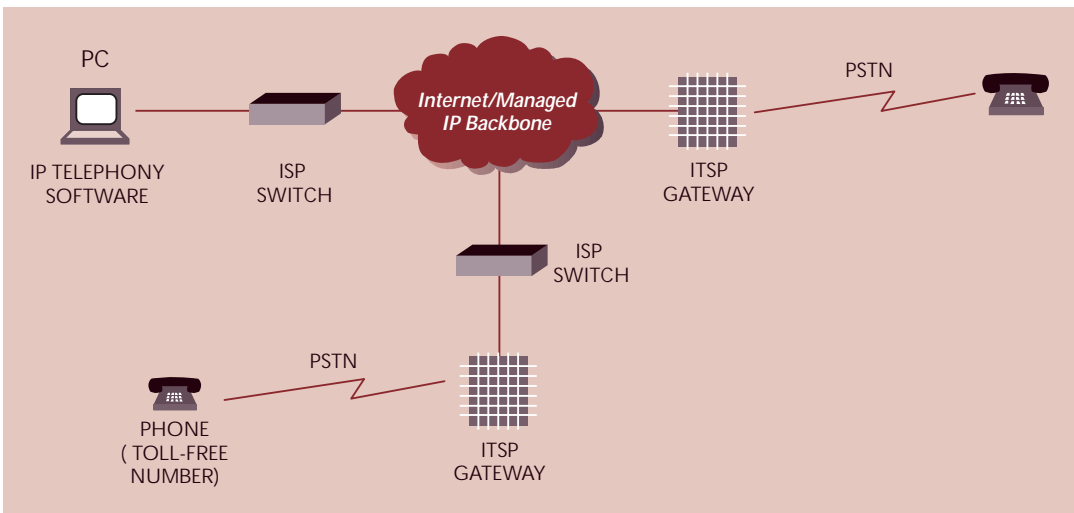 PC
IP TELEPHONY
SOFTWARE
ISP
SWITCH
Internet/Managed
IP Backbone
PSTN
ITSP
GATEWAY
ISP
SWITCH
PSTN
PHONE
( TOLL-FREE
NUMBER)
ITSP
GATEWAY